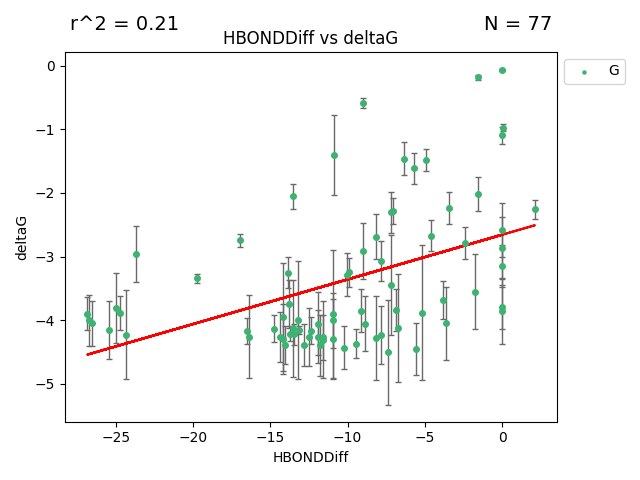 r^2 = 0.21
N = 77
HBONDDiff vs deltaG
G
deltaG
0
−1
−2
−3
−4
−5
−25
−20
−15
−10
−5
0
HBONDDiff